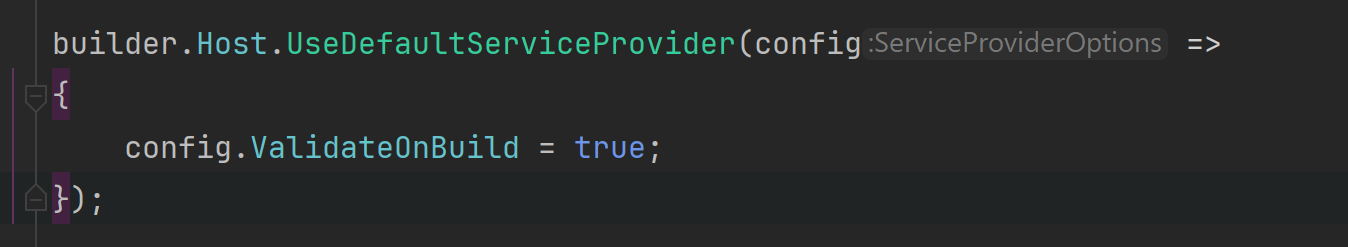 builder.Host.UseDefaultServiceProvider(config :ServiceProviderOptions =>
{
    config.ValidateOnBuild = true;
});